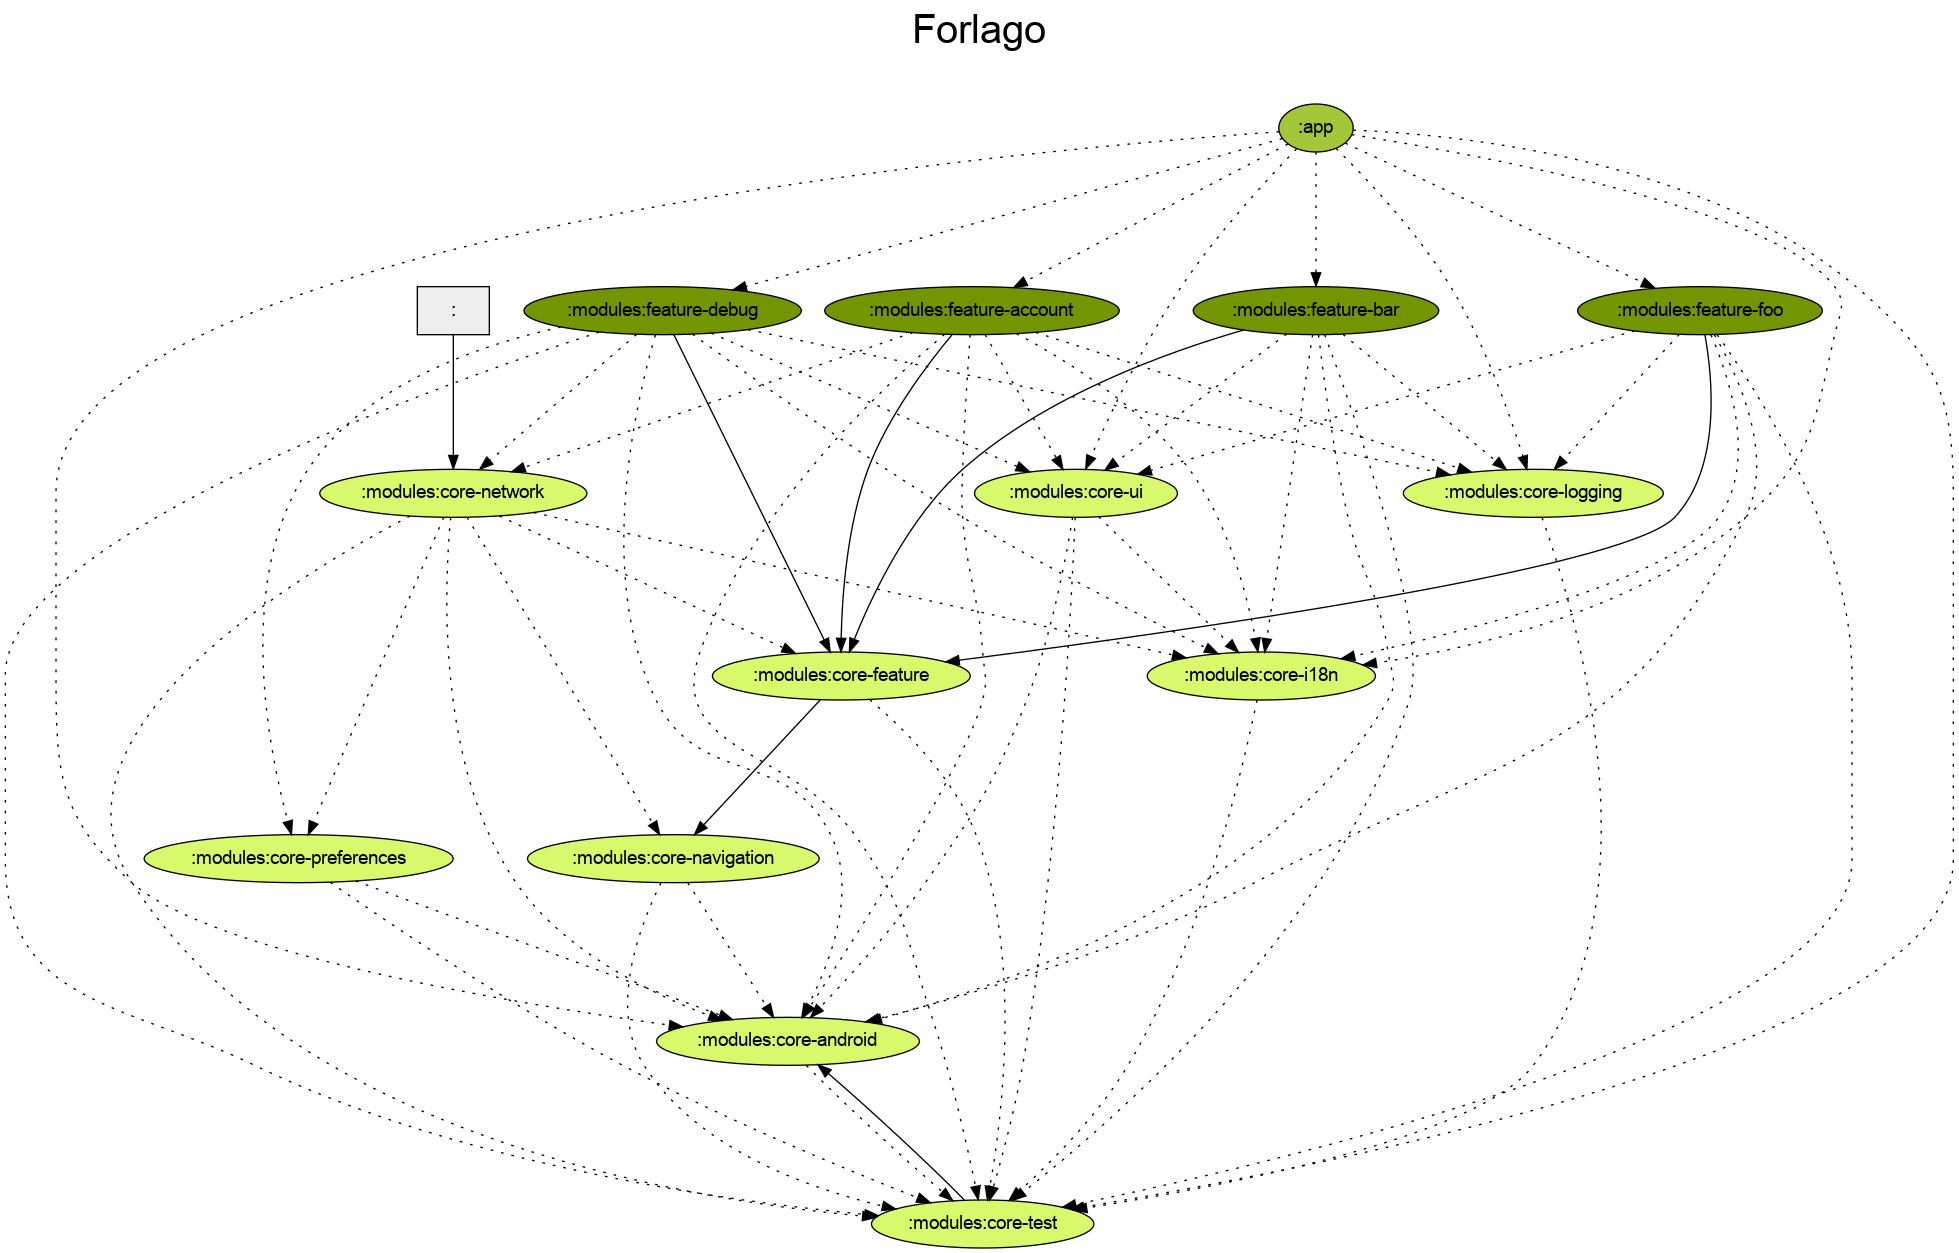 Forlago
:app
:
:modules:feature-debug
:modules:feature-account
:modules:feature-bar
:modules:feature-foo
:modules:core-network
:modules:core-ui
:modules:core-logging
:modules:core-feature
:modules:core-i18n
:modules:core-preferences
:modules:core-navigation
:modules:core-android
:modules:core-test